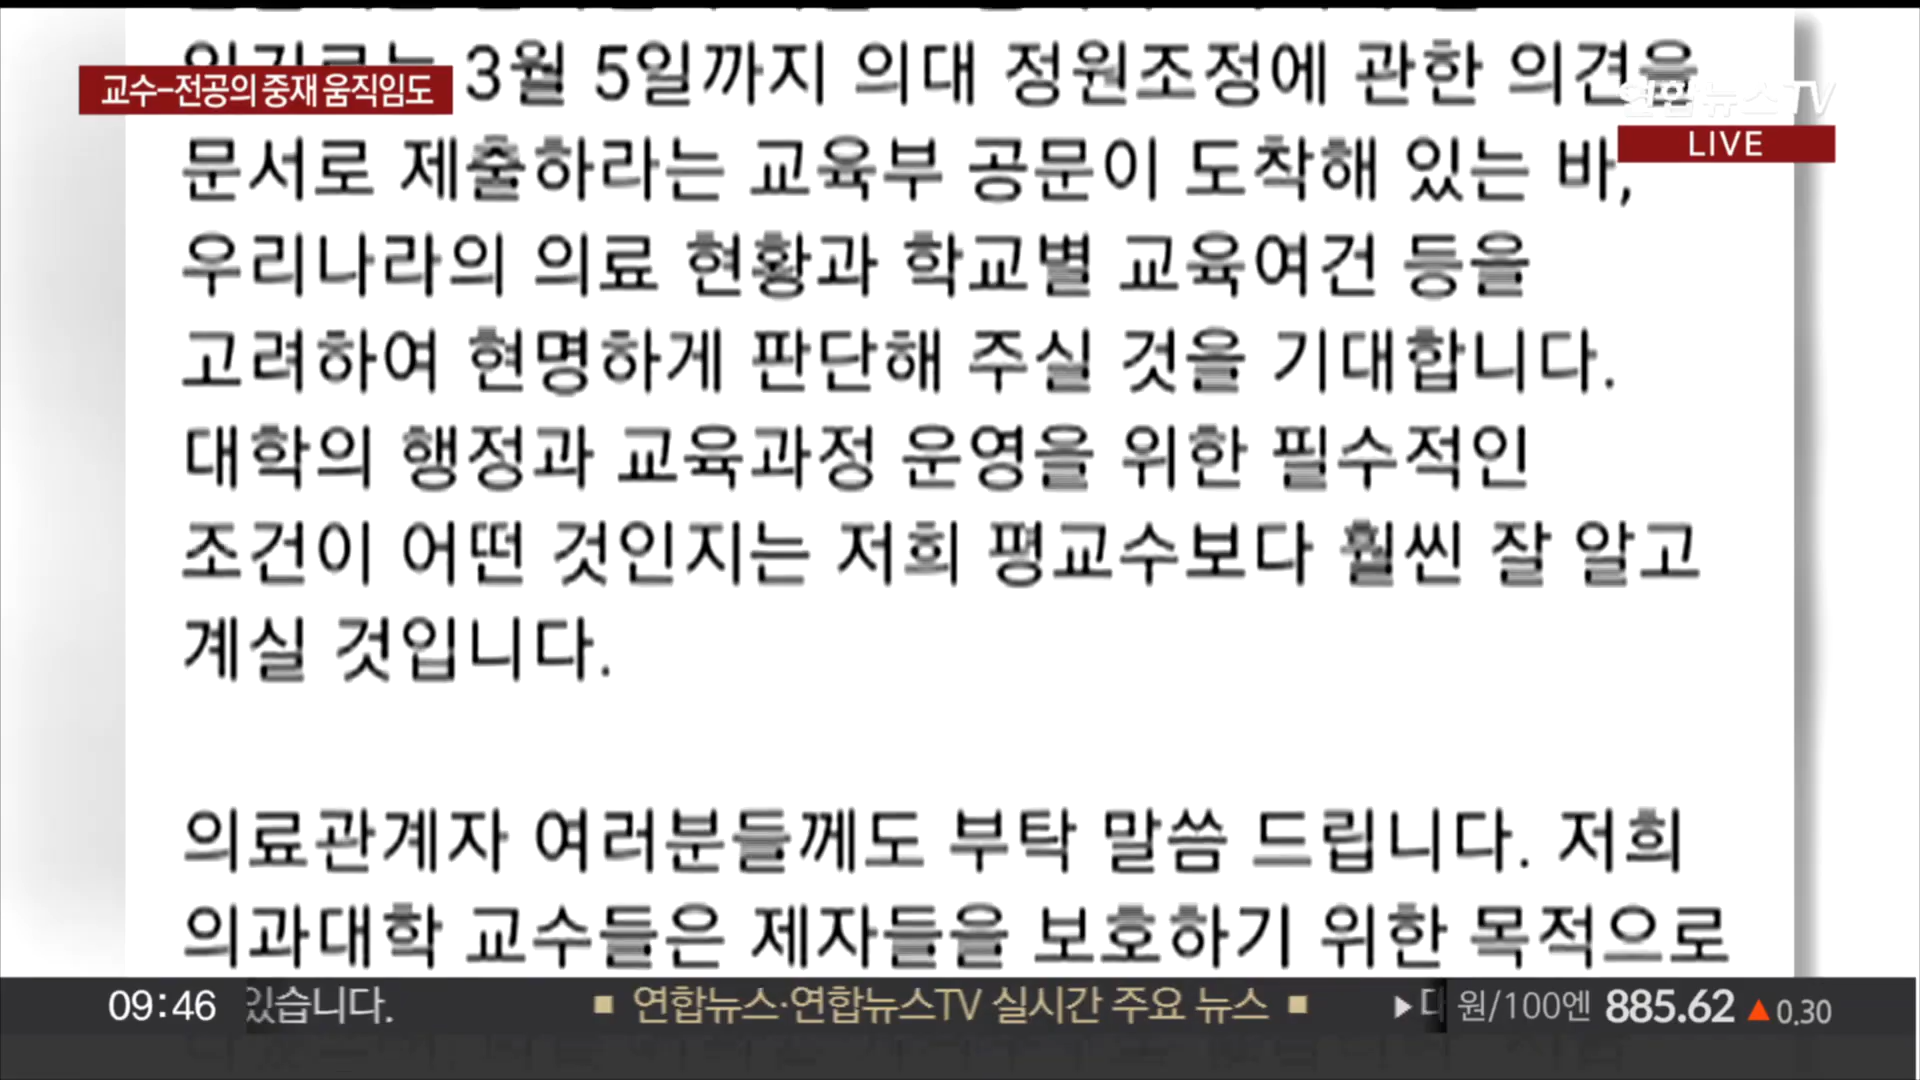 교수-전공의 중재 움직임도
3월 5일까지 의대 정원조정에 관한 의견을
연합뉴스TV
LIVE
문서로 제출하라는 교육부 공문이 도착해 있는 바,
우리나라의 의료 현황과 학교별 교육여건 등을
고려하여 현명하게 판단해 주실 것을 기대합니다.
대학의 행정과 교육과정 운영을 위한 필수적인
조건이 어떤 것인지는 저희 평교수보다 훨씬 잘 알고
계실 것입니다.
의료관계자 여러분들께도 부탁 말씀 드립니다. 저희
의과대학 교수들은 제자들을 보호하기 위한 목적으로
09:46 있습니다. ■ 연합뉴스·연합뉴스TV 실시간 주요 뉴스 ■ ▶ 원/100엔 885.62 ▲ 0.30